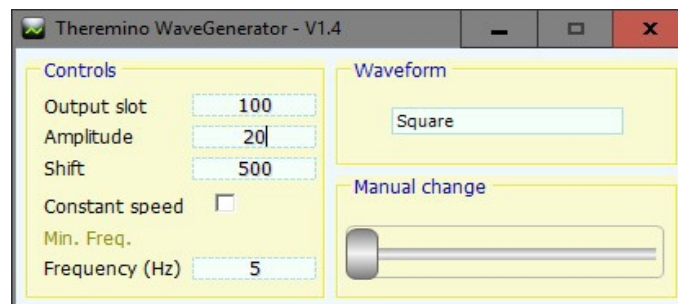 Theremino WaveGenerator - V1.4
Controls
Output slot 100
Amplitude 20
Shift 500
Constant speed
Min. Freq.
Frequency (Hz) 5
Waveform
Square
Manual change